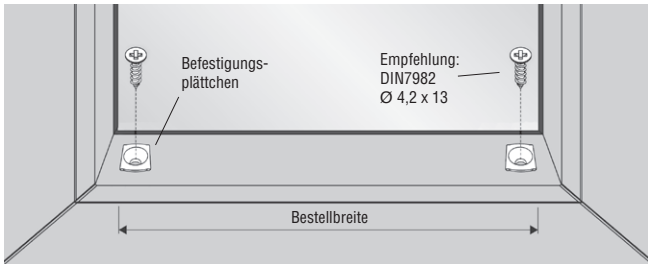 Befestigungs-
plättchen
Empfehlung:
DIN7982
Ø 4,2 x 13
Bestellbreite